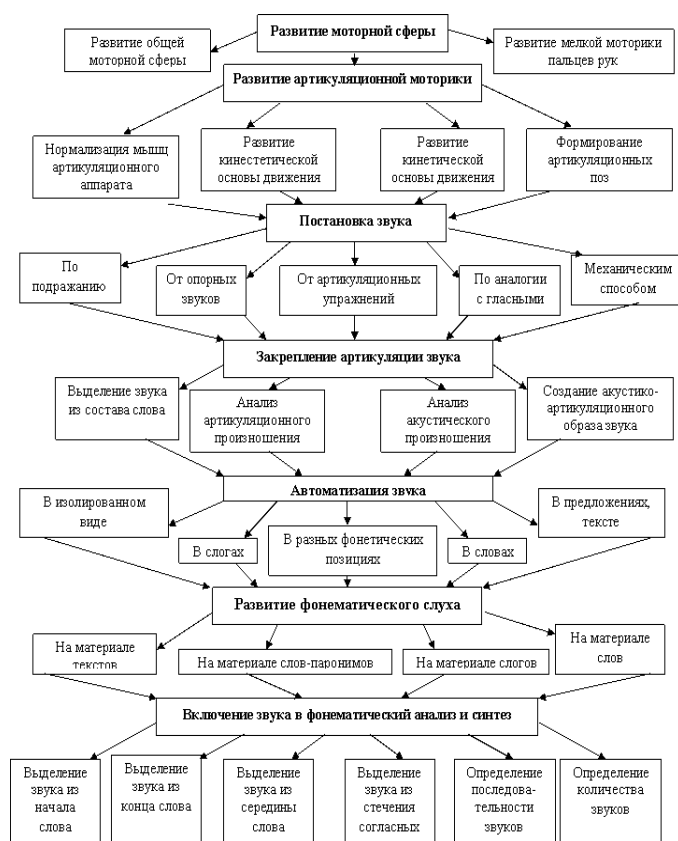 Развитие моторной сферы
Развитие общей
моторной сферы
Развитие мелкой моторики
пальцев рук
Развитие артикуляционной моторики
Нормализация мышц
артикуляционного
аппарата
Развитие
кинестетической
основы движения
Развитие
кинетической
основы движения
Формирование
артикуляционных
поз
Постановка звука
По
подражанию
От опорных
звуков
От артикуляционных
упражнений
По аналогии
с гласными
Механическим
способом
Закрепление артикуляции звука
Выделение звука
из состава слова
Анализ
артикуляционного
произношения
Анализ
акустического
произношения
Создание акустико-
артикуляционного
образа звука
Автоматизация звука
В изолированном
виде
В слогах
В разных фонетических
позициях
В словах
В предложениях,
тексте
Развитие фонематического слуха
На материале
текстов
На материале слов-паронимов
На материале слогов
На материале
слов
Включение звука в фонематический анализ и синтез
Выделение
звука из
начала
слова
Выделение
звука из
конца слова
Выделение
звука из
середины
слова
Выделение
звука из
стечения
согласных
Определение
последова-
тельности
звуков
Определение
количества
звуков